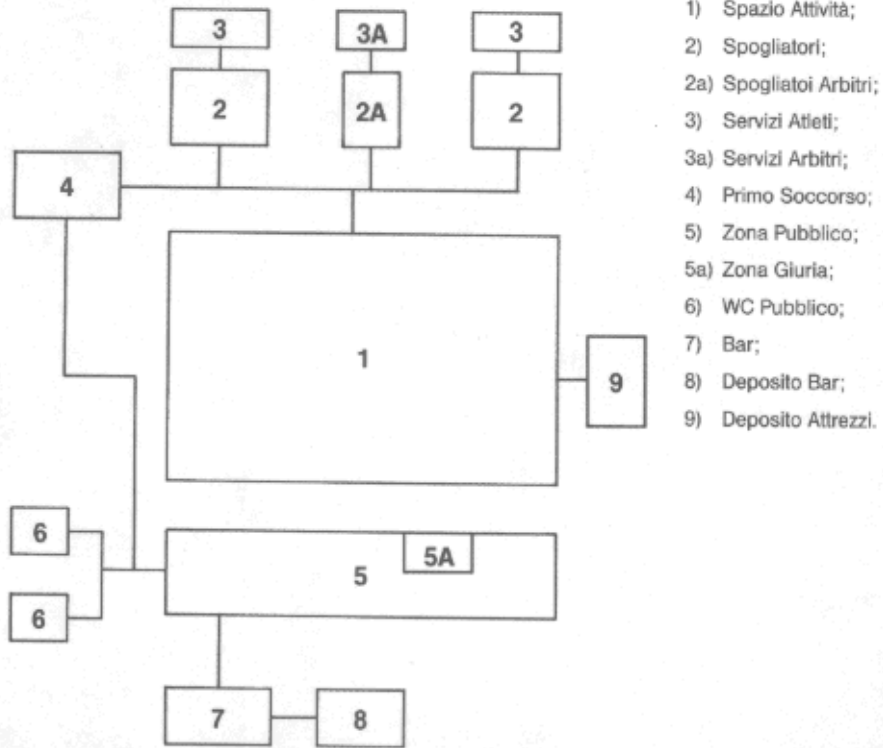 3
3A
3
2
2A
2
4
1
9
6
5A
5
6
7
8
1) Spazio Attività;
2) Spogliatori;
2a) Spogliatoi Arbitri;
3) Servizi Atleti;
3a) Servizi Arbitri;
4) Primo Soccorso;
5) Zona Pubblico;
5a) Zona Giuria;
6) WC Pubblico;
7) Bar;
8) Deposito Bar;
9) Deposito Attrezzi.